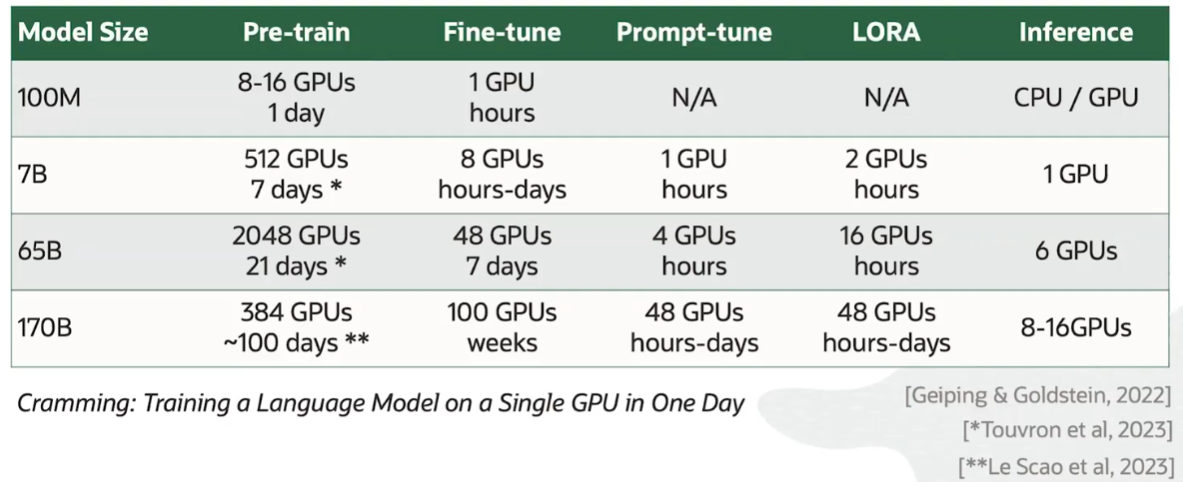 Model Size Pre-train Fine-tune Prompt-tune LORA Inference
100M 8-16 GPUs 1 day 1 GPU hours N/A N/A CPU / GPU
7B 512 GPUs 7 days * 8 GPUs hours-days 1 GPU hours 2 GPUs hours 1 GPU
65B 2048 GPUs 21 days * 48 GPUs 7 days 4 GPUs hours 16 GPUs hours 6 GPUs
170B 384 GPUs ~100 days ** 100 GPUs weeks 48 GPUs hours-days 48 GPUs hours-days 8-16GPUs
Cramming: Training a Language Model on a Single GPU in One Day
[Geiping & Goldstein, 2022]
[*Touvron et al, 2023]
[**Le Scao et al, 2023]